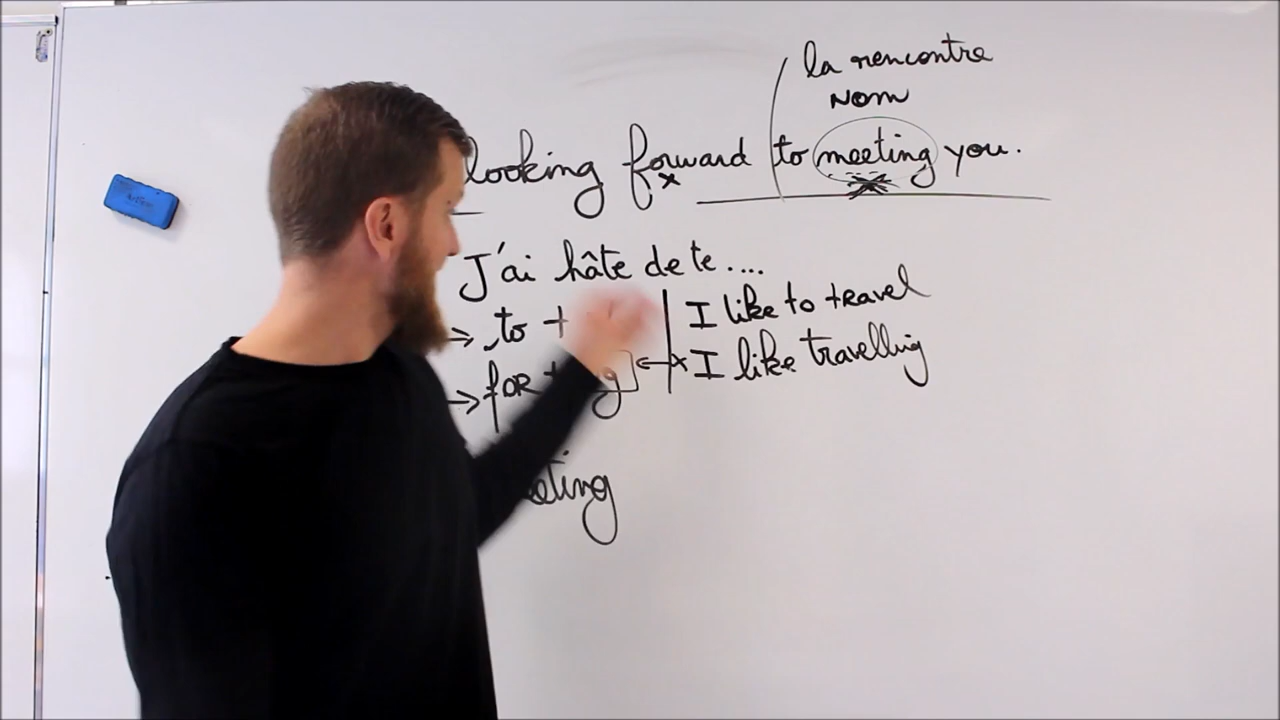 la rencontre
NOM
looking forward to meeting you.
J'ai hâte de te....
→ to +
→ for + ing
I like to travel
I like travelling
eting